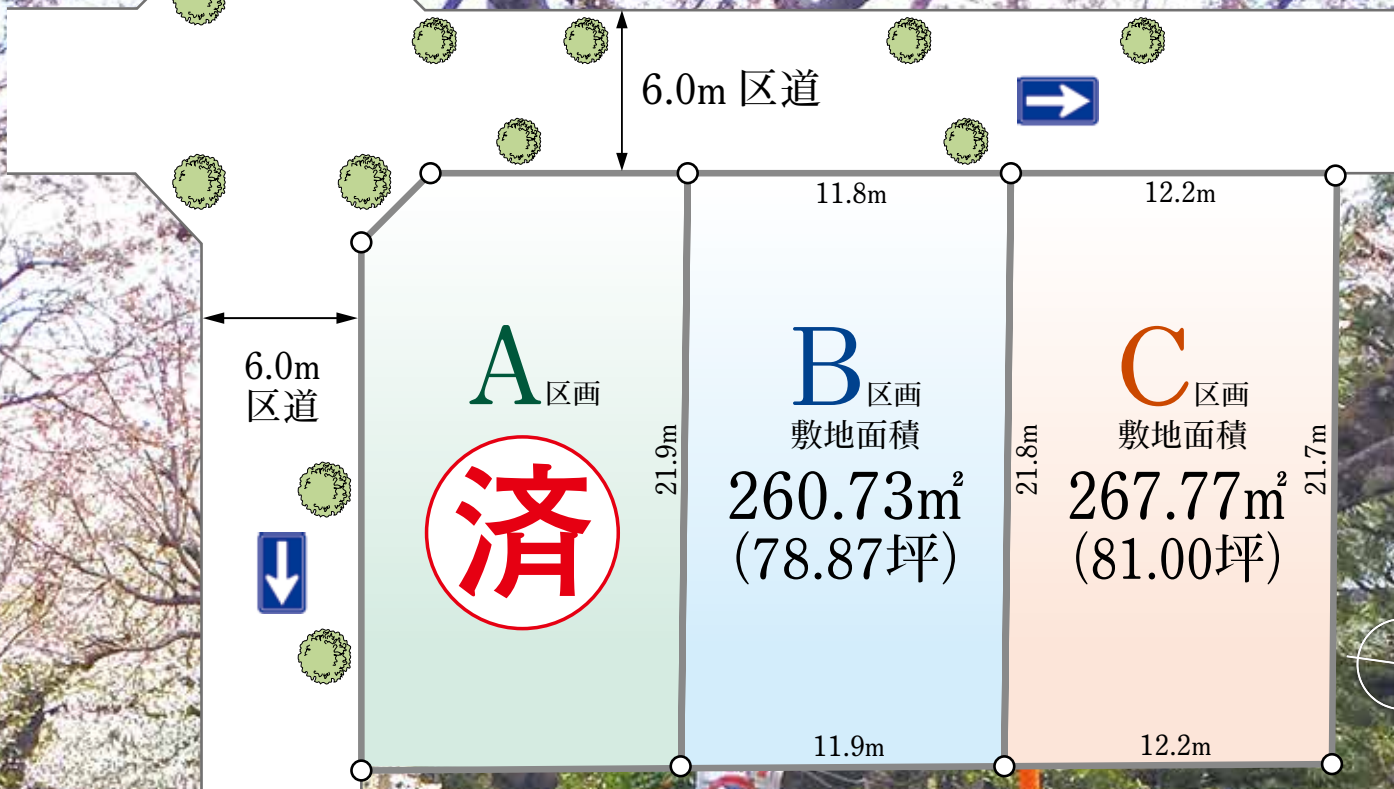 6.0m 区道
11.8m
12.2m
6.0m
区道
A区画
済
21.9m
B区画
敷地面積
260.73㎡
(78.87坪)
21.8m
C区画
敷地面積
267.77㎡
(81.00坪)
21.7m
11.9m
12.2m